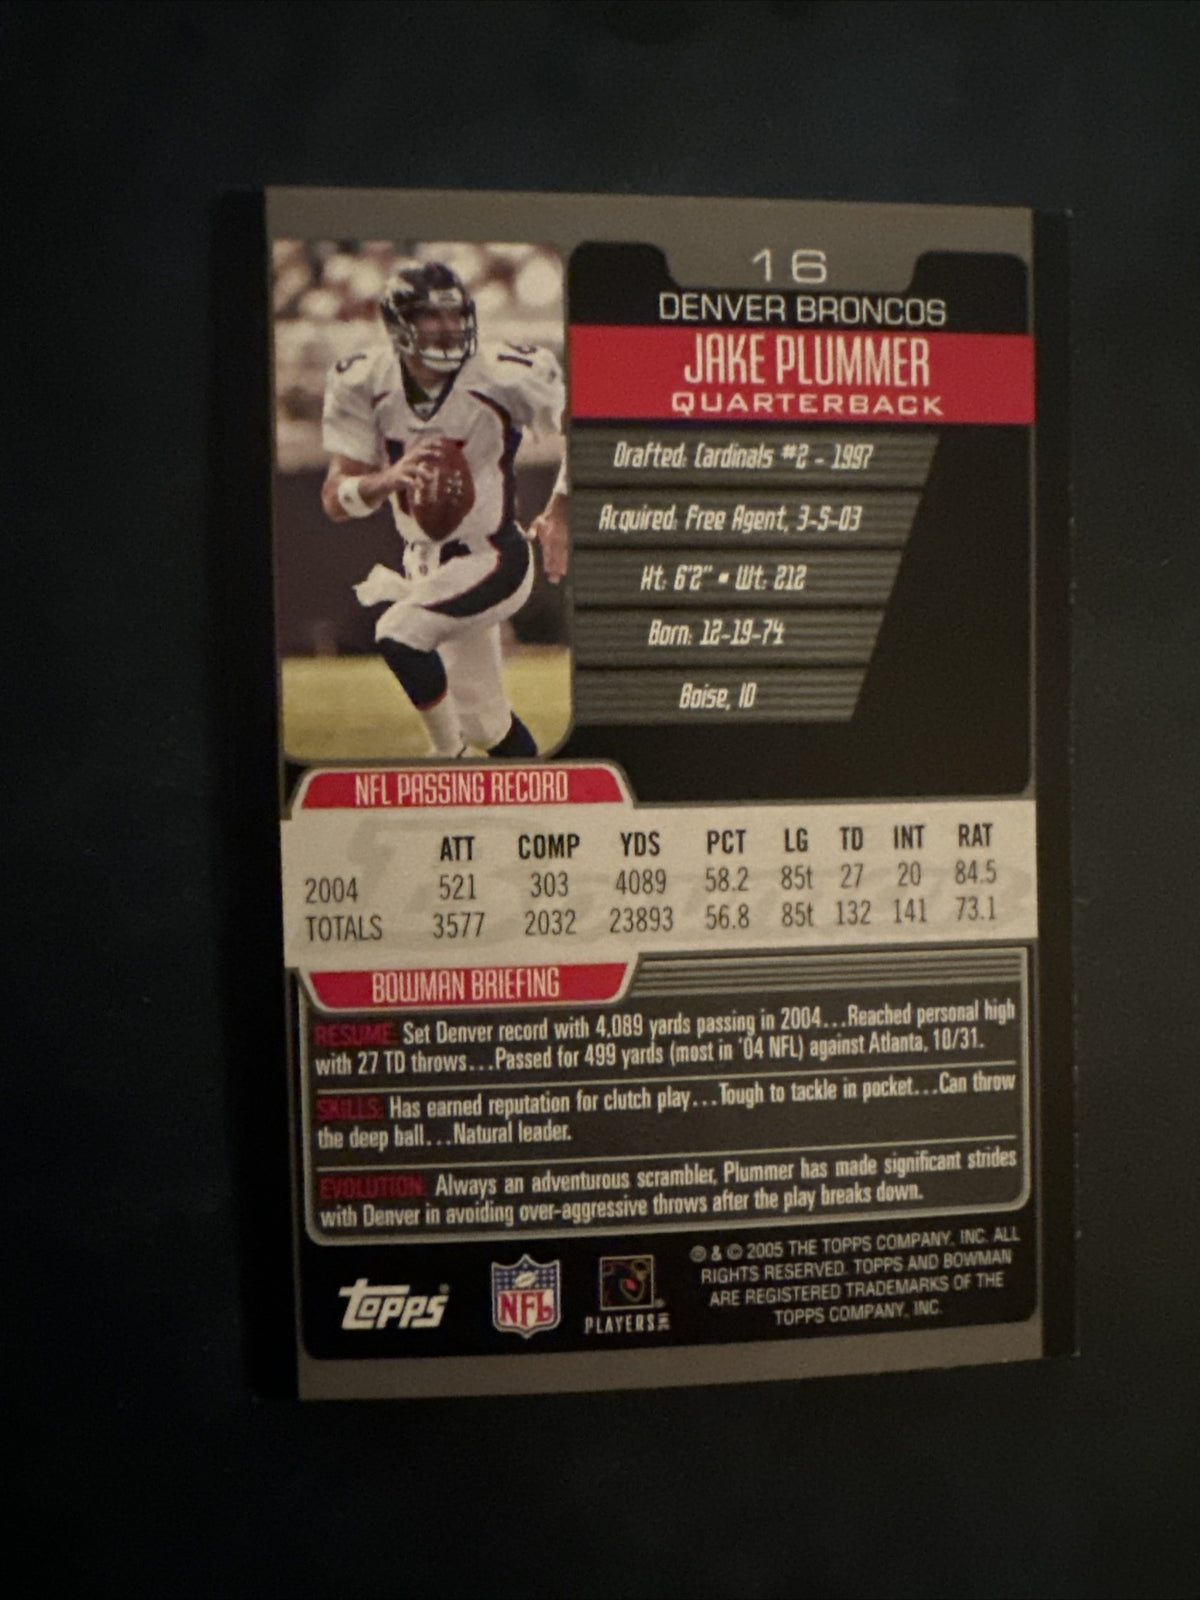 16
DENVER BRONCOS
JAKE PLUMMER
QUARTERBACK
Drafted: Cardinals #2 - 1997
Acquired: Free Agent, 3-5-03
Ht: 6'2" • Wt: 212
Born: 12-19-74
Boise, ID
NFL PASSING RECORD
ATT COMP YDS PCT LG TD INT RAT
2004 521 303 4089 58.2 85t 27 20 84.5
TOTALS 3577 2032 23893 56.8 85t 132 141 73.1
BOWMAN BRIEFING
RESUME: Set Denver record with 4,089 yards passing in 2004...Reached personal high
with 27 TD throws...Passed for 499 yards (most in '04 NFL) against Atlanta, 10/31.
SKILLS: Has earned reputation for clutch play...Tough to tackle in pocket...Can throw
the deep ball...Natural leader.
EVOLUTION: Always an adventurous scrambler, Plummer has made significant strides
with Denver in avoiding over-aggressive throws after the play breaks down.
® & © 2005 THE TOPPS COMPANY, INC. ALL
RIGHTS RESERVED. TOPPS AND BOWMAN
ARE REGISTERED TRADEMARKS OF THE
TOPPS COMPANY, INC.
TOPPS®
NFL
PLAYERS INC